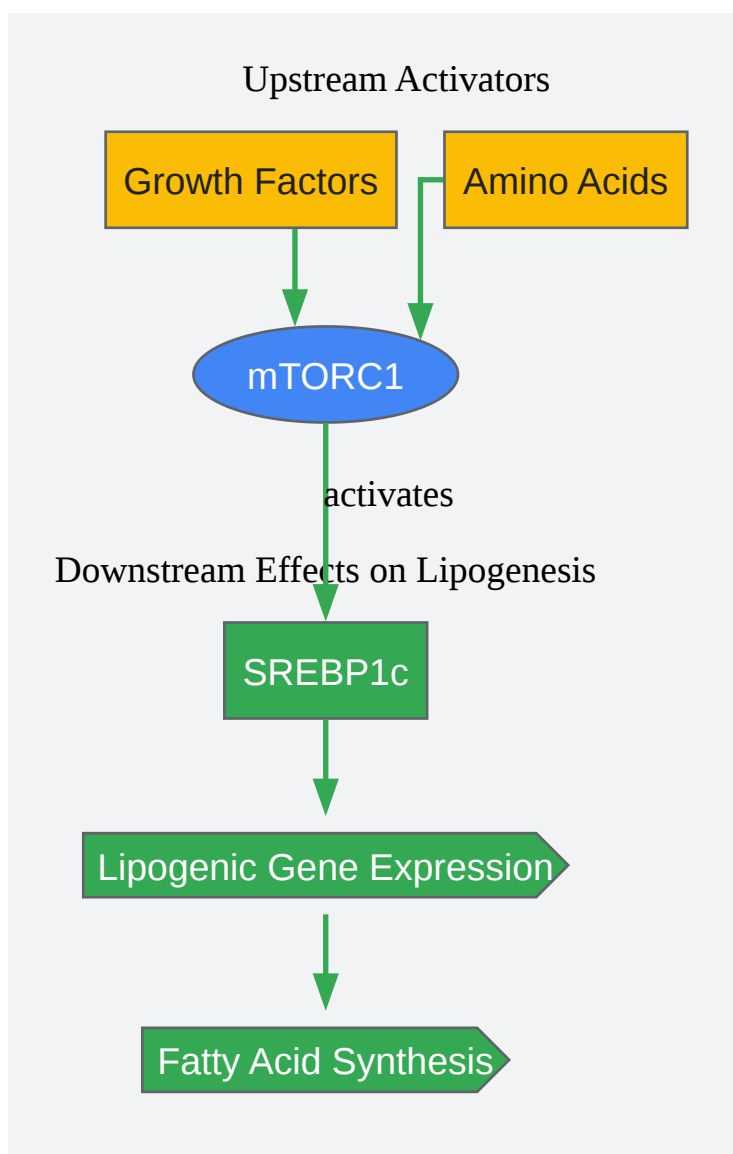 Upstream Activators
Growth Factors
Amino Acids
mTORC1
activates
Downstream Effects on Lipogenesis
SREBP1c
Lipogenic Gene Expression
Fatty Acid Synthesis